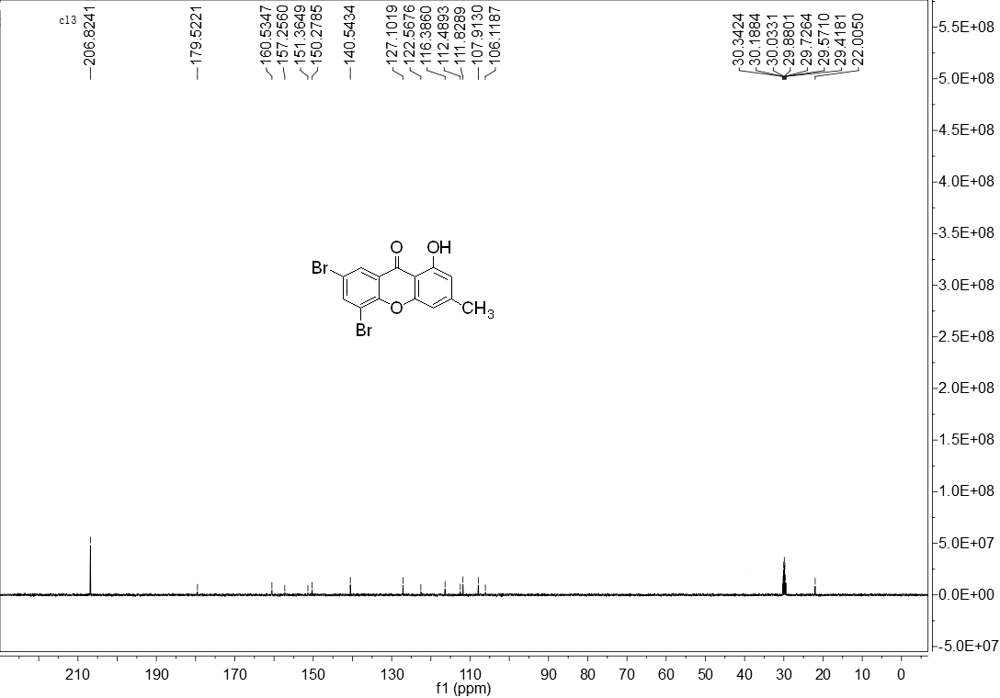 c13
206.8241
179.5221
160.5347
157.2560
151.3649
150.2785
140.5434
127.1019
122.5676
116.3860
112.4893
111.8289
107.9130
106.1187
30.3424
30.1884
30.0331
29.8801
29.7264
29.5710
29.4181
22.0050
5.5E+08
5.0E+08
4.5E+08
4.0E+08
3.5E+08
3.0E+08
2.5E+08
2.0E+08
1.5E+08
1.0E+08
5.0E+07
0.0E+00
-5.0E+07
O
OH
Br
O
CH3
Br
210 190 170 150 130 110 90 80 70 60 50 40 30 20 10 0
f1 (ppm)